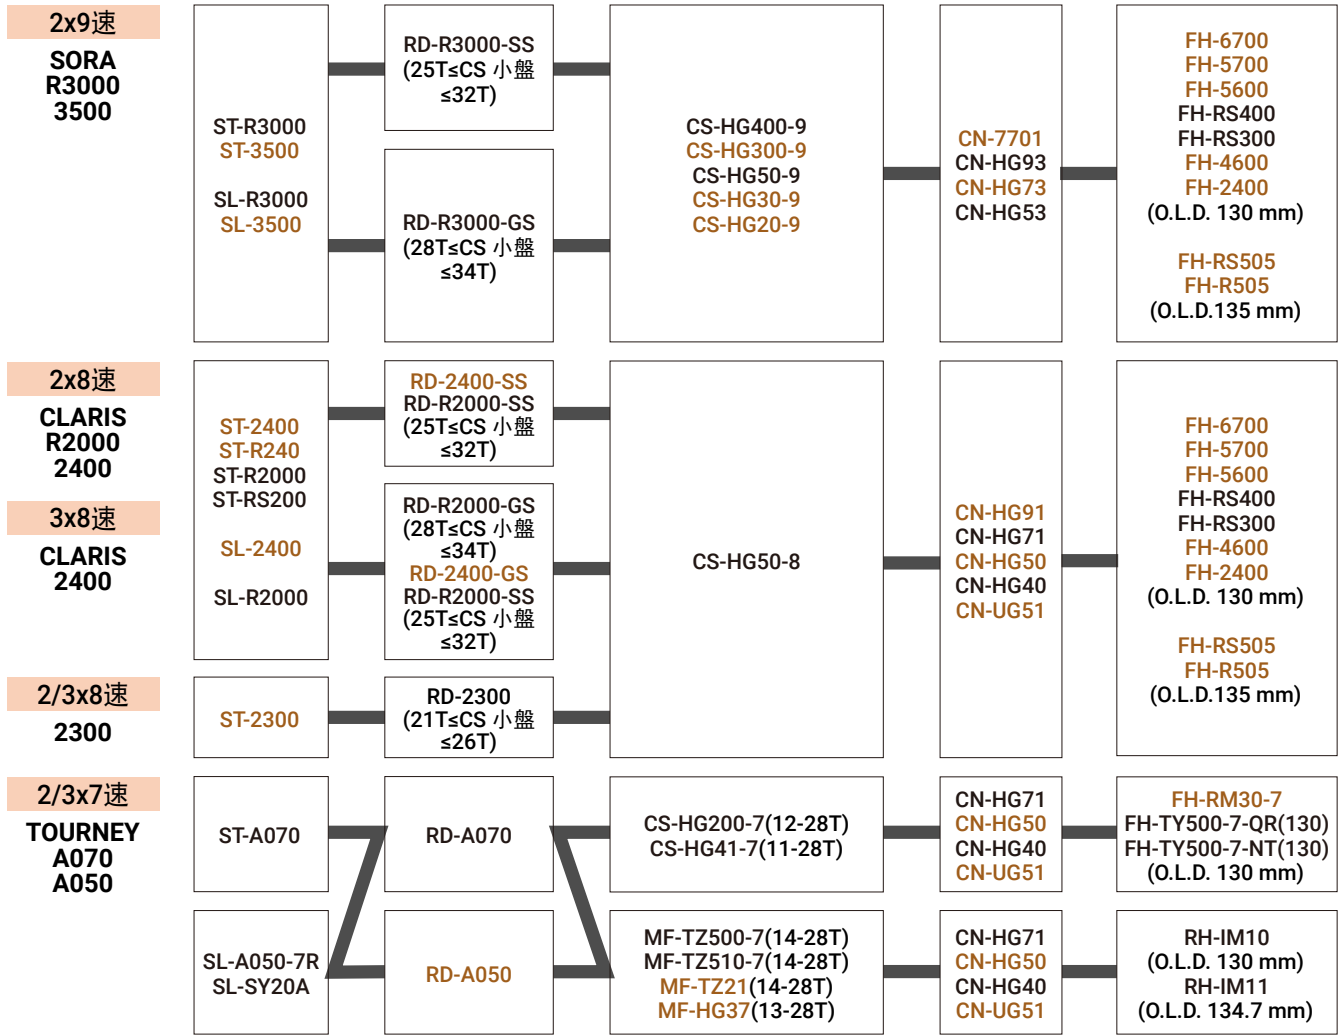 2x9速
SORA
R3000
3500
ST-R3000
ST-3500
SL-R3000
SL-3500
RD-R3000-SS
(25T≤CS 小盤
≤32T)
RD-R3000-GS
(28T≤CS 小盤
≤34T)
CS-HG400-9
CS-HG300-9
CS-HG50-9
CS-HG30-9
CS-HG20-9
CN-7701
CN-HG93
CN-HG73
CN-HG53
FH-6700
FH-5700
FH-5600
FH-RS400
FH-RS300
FH-4600
FH-2400
(O.L.D. 130 mm)
FH-RS505
FH-R505
(O.L.D.135 mm)
2x8速
CLARIS
R2000
2400
3x8速
CLARIS
2400
ST-2400
ST-R240
ST-R2000
ST-RS200
SL-2400
SL-R2000
RD-2400-SS
RD-R2000-SS
(25T≤CS 小盤
≤32T)
RD-R2000-GS
(28T≤CS 小盤
≤34T)
RD-2400-GS
RD-R2000-SS
(25T≤CS 小盤
≤32T)
2/3x8速
2300
ST-2300
RD-2300
(21T≤CS 小盤
≤26T)
CS-HG50-8
CN-HG91
CN-HG71
CN-HG50
CN-HG40
CN-UG51
FH-6700
FH-5700
FH-5600
FH-RS400
FH-RS300
FH-4600
FH-2400
(O.L.D. 130 mm)
FH-RS505
FH-R505
(O.L.D.135 mm)
2/3x7速
TOURNEY
A070
A050
ST-A070
RD-A070
CS-HG200-7(12-28T)
CS-HG41-7(11-28T)
CN-HG71
CN-HG50
CN-HG40
CN-UG51
FH-RM30-7
FH-TY500-7-QR(130)
FH-TY500-7-NT(130)
(O.L.D. 130 mm)
SL-A050-7R
SL-SY20A
RD-A050
MF-TZ500-7(14-28T)
MF-TZ510-7(14-28T)
MF-TZ21(14-28T)
MF-HG37(13-28T)
CN-HG71
CN-HG50
CN-HG40
CN-UG51
RH-IM10
(O.L.D. 130 mm)
RH-IM11
(O.L.D. 134.7 mm)